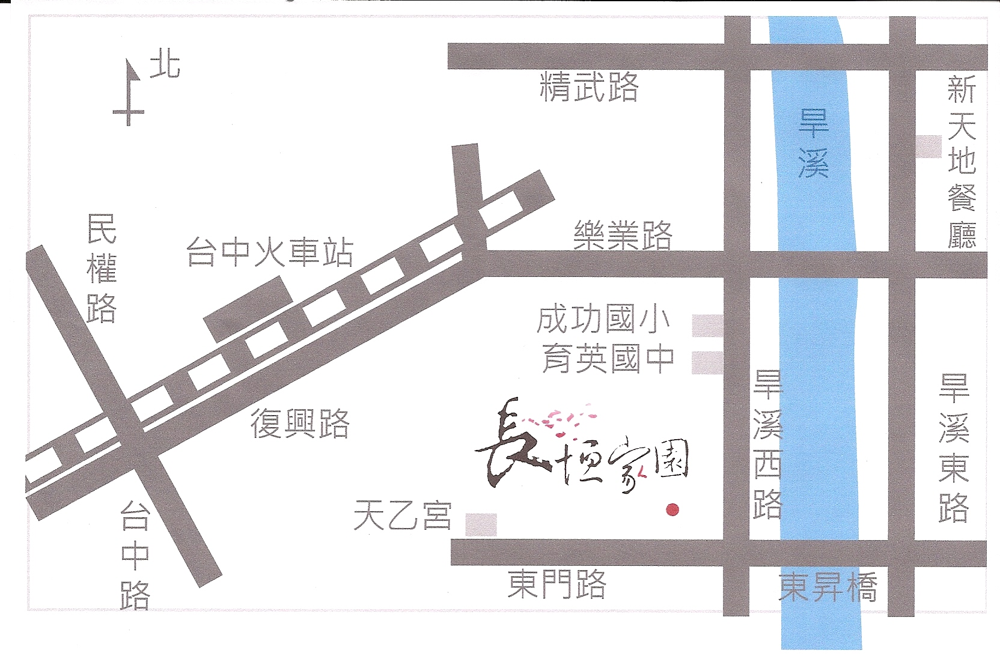 北
精武路
新天地餐廳
旱溪
民權路
台中火車站
樂業路
成功國小
育英國中
旱溪西路
旱溪東路
復興路
長垣家園
天乙宮
台中路
東門路
東昇橋